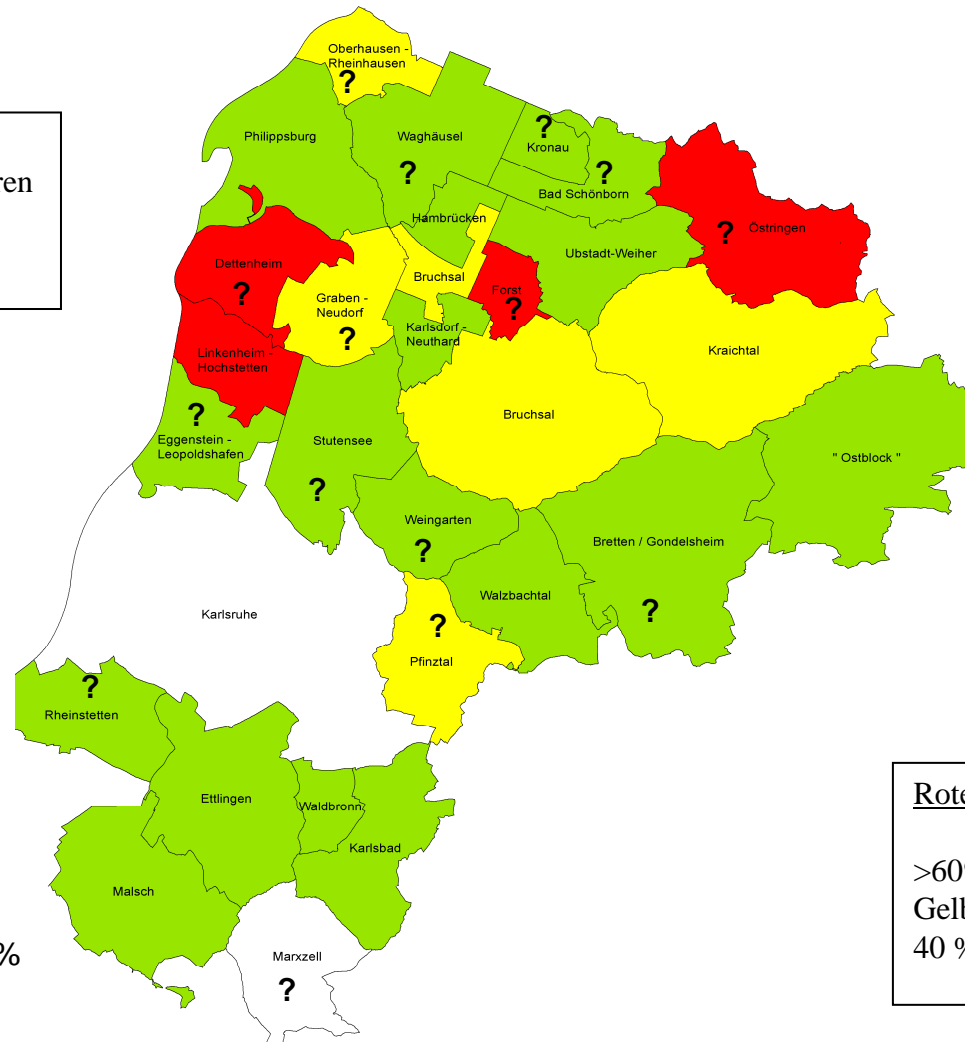 Oberhausen -
Rheinhausen
?
Philippsburg
Waghäusel
?
?
Kronau
?
Bad Schönborn
ren
Hambrücken
?
Östringen
Ubstadt-Weiher
Dettenheim
?
Bruchsal
Forst
?
Graben -
Neudorf
?
Karlsdorf -
Neuthard
Kraichtal
Linkenheim -
Hochstetten
?
Eggenstein -
Leopoldshafen
Stutensee
?
Bruchsal
" Ostblock "
Weingarten
?
Bretten / Gondelsheim
?
Walzbachtal
Karlsruhe
?
Pfinztal
?
Rheinstetten
Ettlingen
Waldbronn
Karlsbad
Malsch
Marxzell
?
%
Rote
>60%
Gelb
40 %